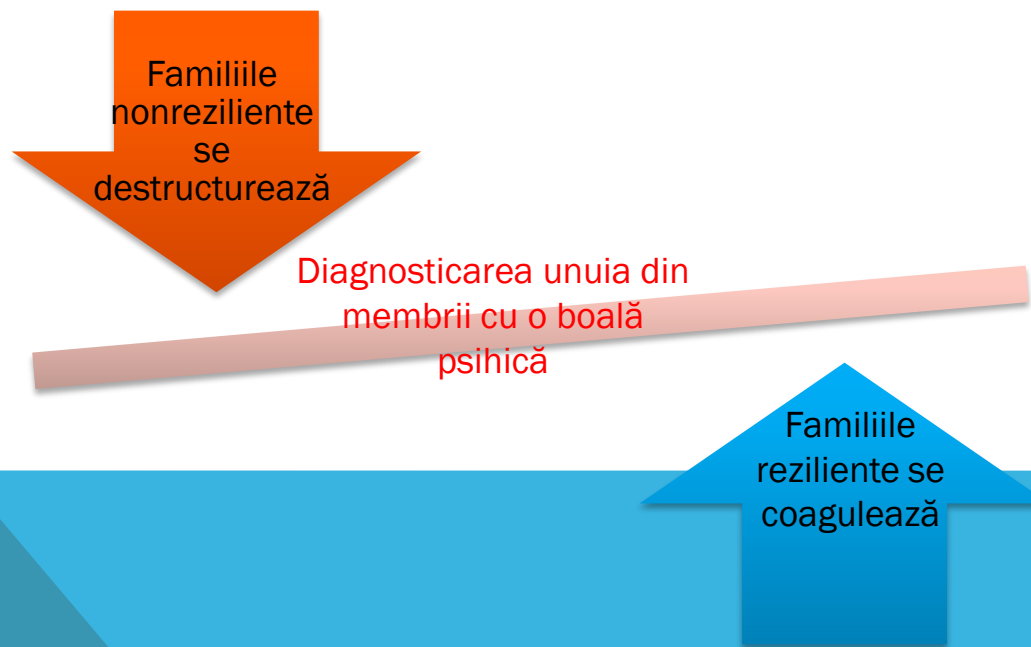 Familiile
nonreziliente
se
destructurează
Diagnosticarea unuia din
membrii cu o boală
psihică
Familiile
reziliente se
coagulează